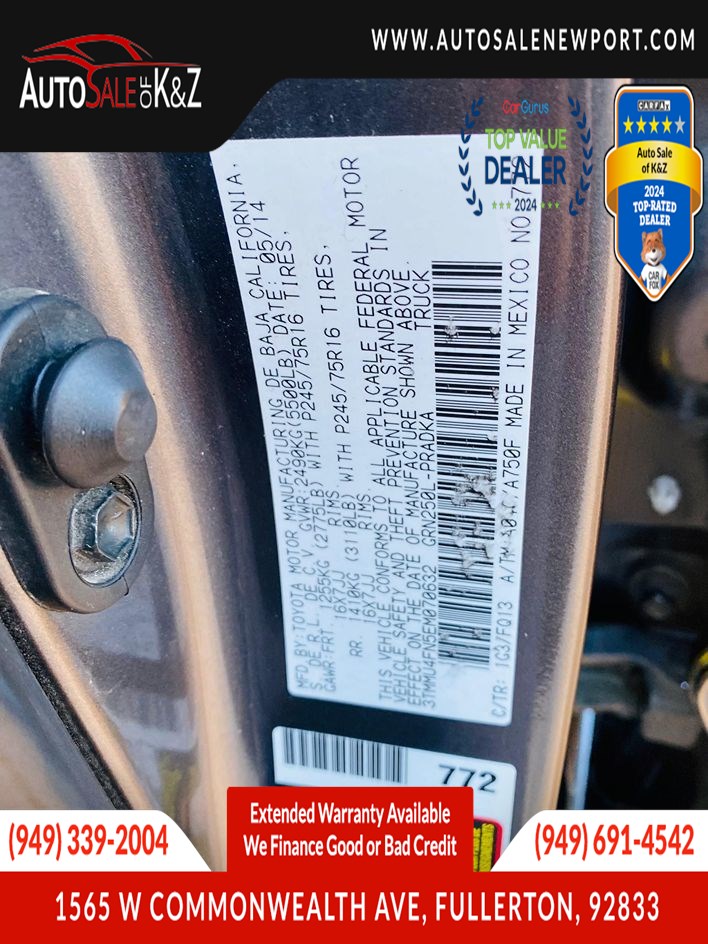 WWW.AUTOSALENEWPORT.COM
AUTOSALE OF K&Z
CarGurus
TOP VALUE
DEALER
2024
CARFAX
Auto Sale
of K&Z
2024
TOP-RATED
DEALER
CAR
FOX
MFD BY:TOYOTA MOTOR MANUFACTURING DE BAJA CALIFORNIA,
S. DE R.L. DE C.V. GVWR:2490KG(5500LB) DATE: 05/14
GAWR:FRT. 1255KG (2775LB) WITH P245/75R16 TIRES,
16X7JJ RIMS
RR. 1410KG (3110LB) WITH P245/75R16 TIRES,
16X7JJ RIMS
THIS VEHICLE CONFORMS TO ALL APPLICABLE FEDERAL MOTOR
VEHICLE SAFETY AND THEFT PREVENTION STANDARDS IN
EFFECT ON THE DATE OF MANUFACTURE SHOWN ABOVE.
3TMMU4FN5EM070632 GRN250L-PRADKA TRUCK
C/TR: 1G3/FQ13 A/TM: A750F MADE IN MEXICO NO
772
(949) 339-2004
Extended Warranty Available
We Finance Good or Bad Credit
(949) 691-4542
1565 W COMMONWEALTH AVE, FULLERTON, 92833